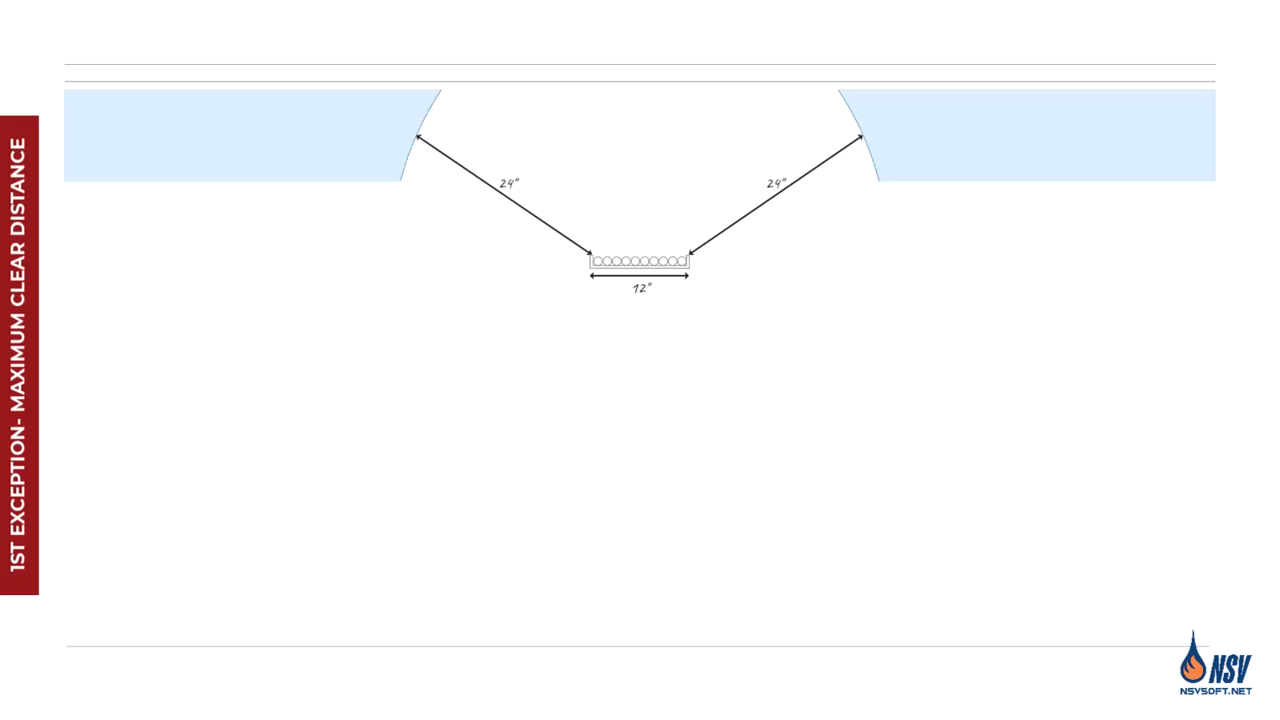 1ST EXCEPTION- MAXIMUM CLEAR DISTANCE
24"
24"
12"
NSV
NSVSOFT.NET